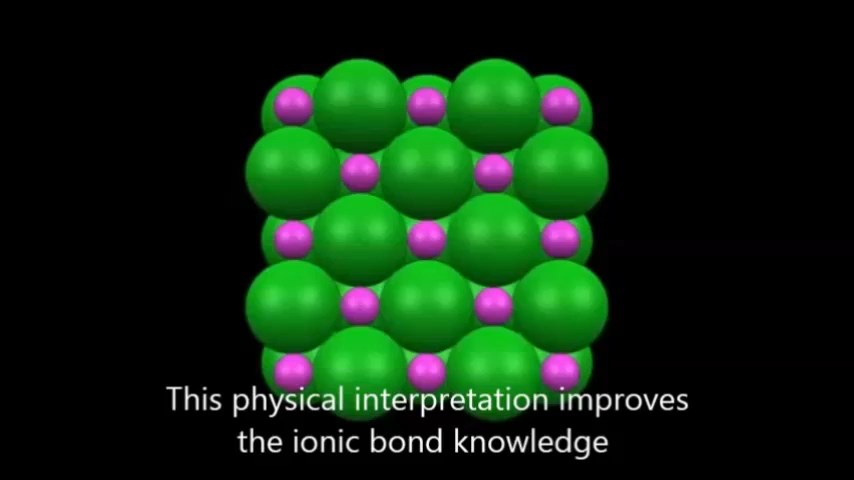 This physical interpretation improves
the ionic bond knowledge